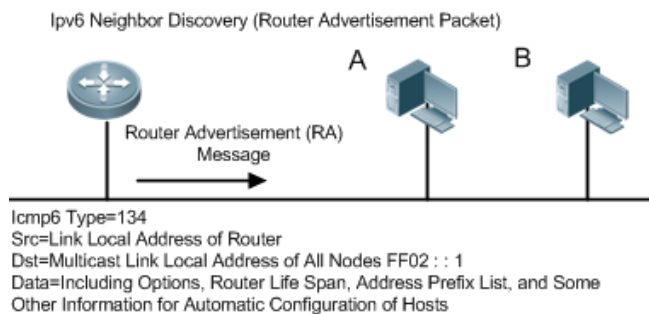 Ipv6 Neighbor Discovery (Router Advertisement Packet)
A
B
Router Advertisement (RA)
Message
Icmp6 Type=134
Src=Link Local Address of Router
Dst=Multicast Link Local Address of All Nodes FF02 : : 1
Data=Including Options, Router Life Span, Address Prefix List, and Some
Other Information for Automatic Configuration of Hosts